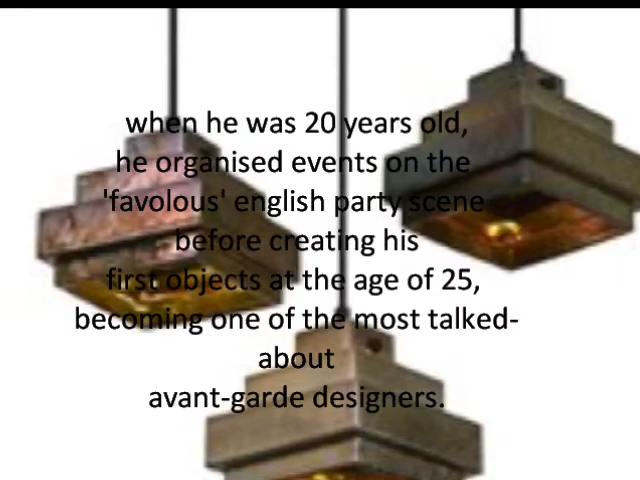 when he was 20 years old,
he organised events on the
'favolous' english party scene
before creating his
first objects at the age of 25,
becoming one of the most talked-
about
avant-garde designers.